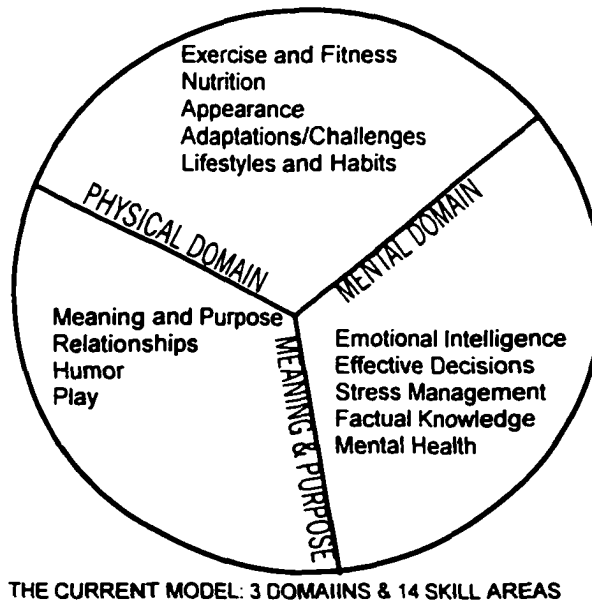 Exercise and Fitness
Nutrition
Appearance
Adaptations/Challenges
Lifestyles and Habits
PHYSICAL DOMAIN
MENTAL DOMAIN
Meaning and Purpose
Relationships
Humor
Play
MEANING & PURPOSE
Emotional Intelligence
Effective Decisions
Stress Management
Factual Knowledge
Mental Health
THE CURRENT MODEL: 3 DOMAIINS & 14 SKILL AREAS